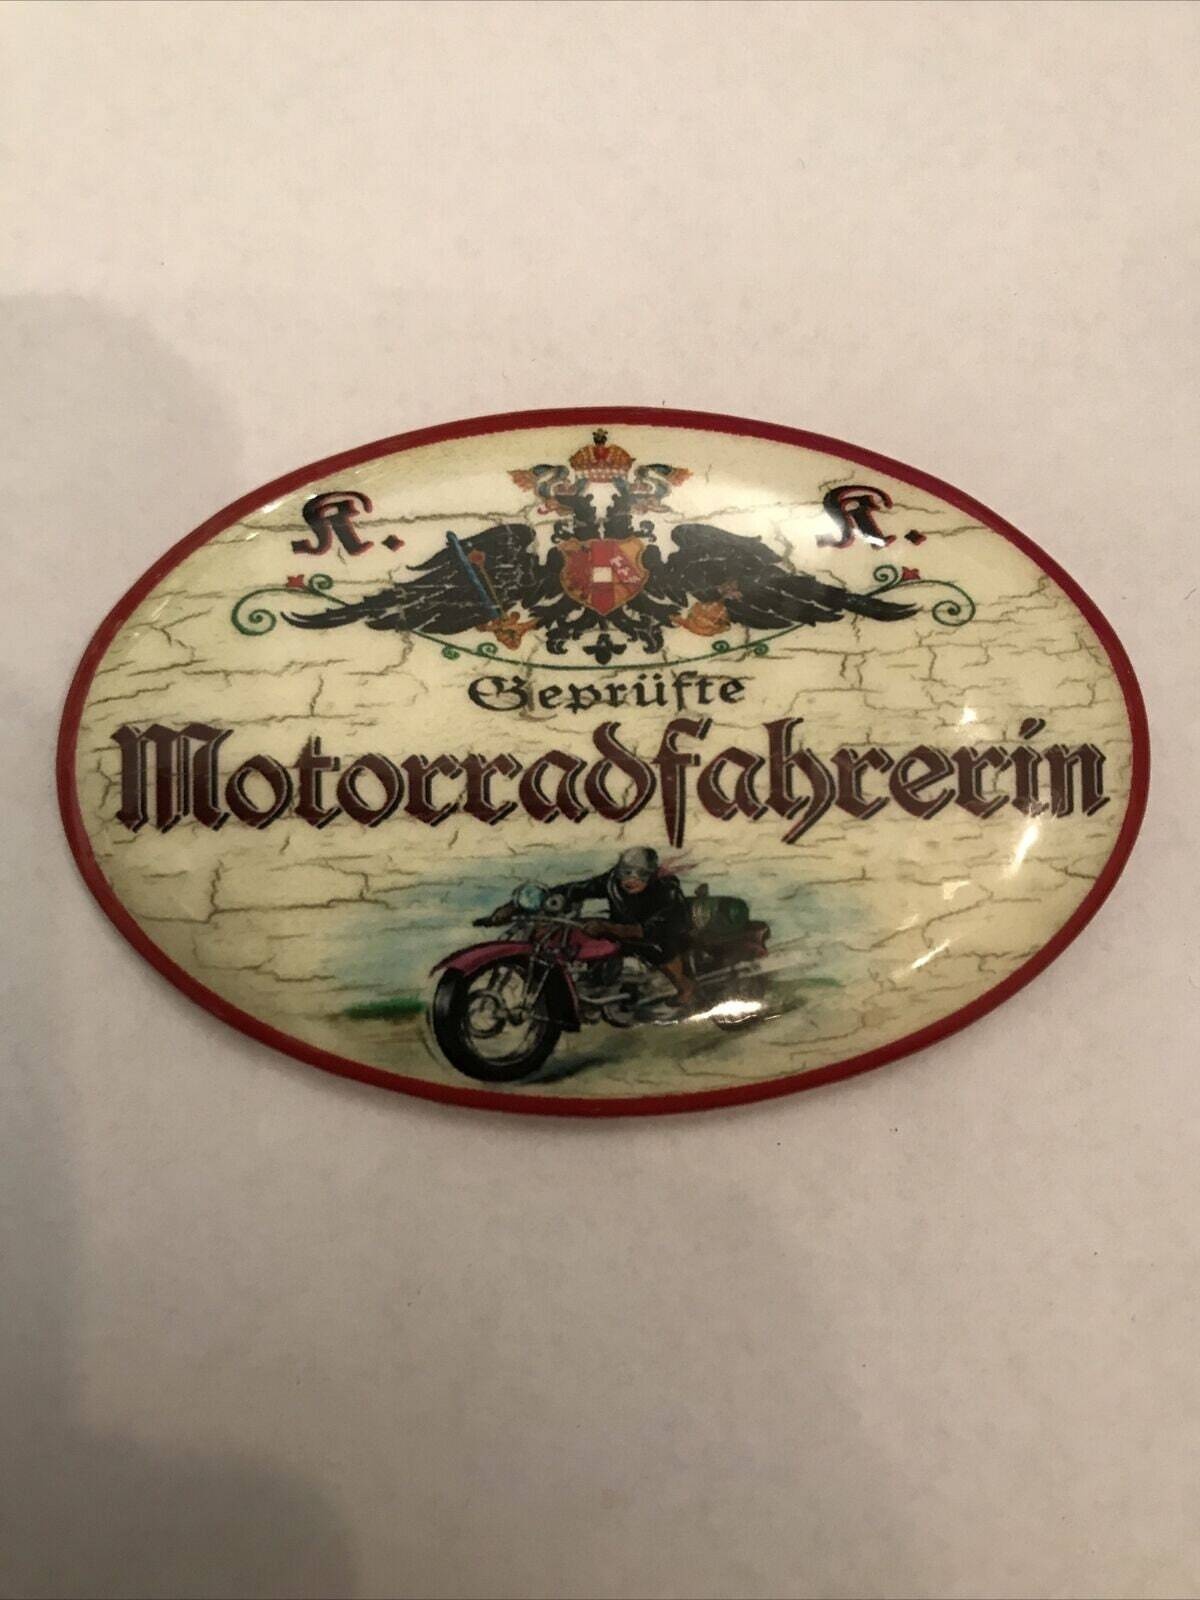 K. K.
Geprüfte
Motorradfahrerin